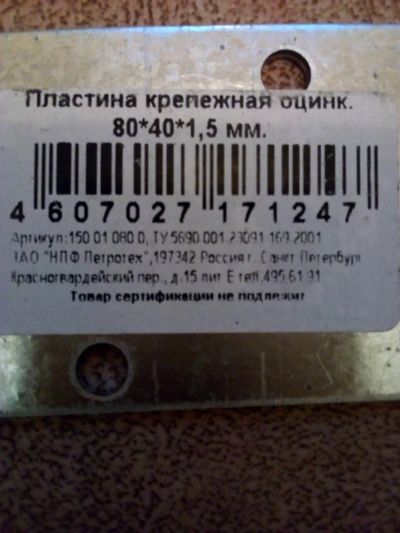 Пластина крепежная оцинк.
80*40*1,5 мм.
4 607027 171247
Артикул:150 01 080 0, ТУ 5690-001-23091 169-2001
ЗАО "НПФ Петротех",197342 Россия г. Санкт Петербург
Красногвардейский пер., д.15 лит Е тел.495 61 91
Товар сертификации не подлежит